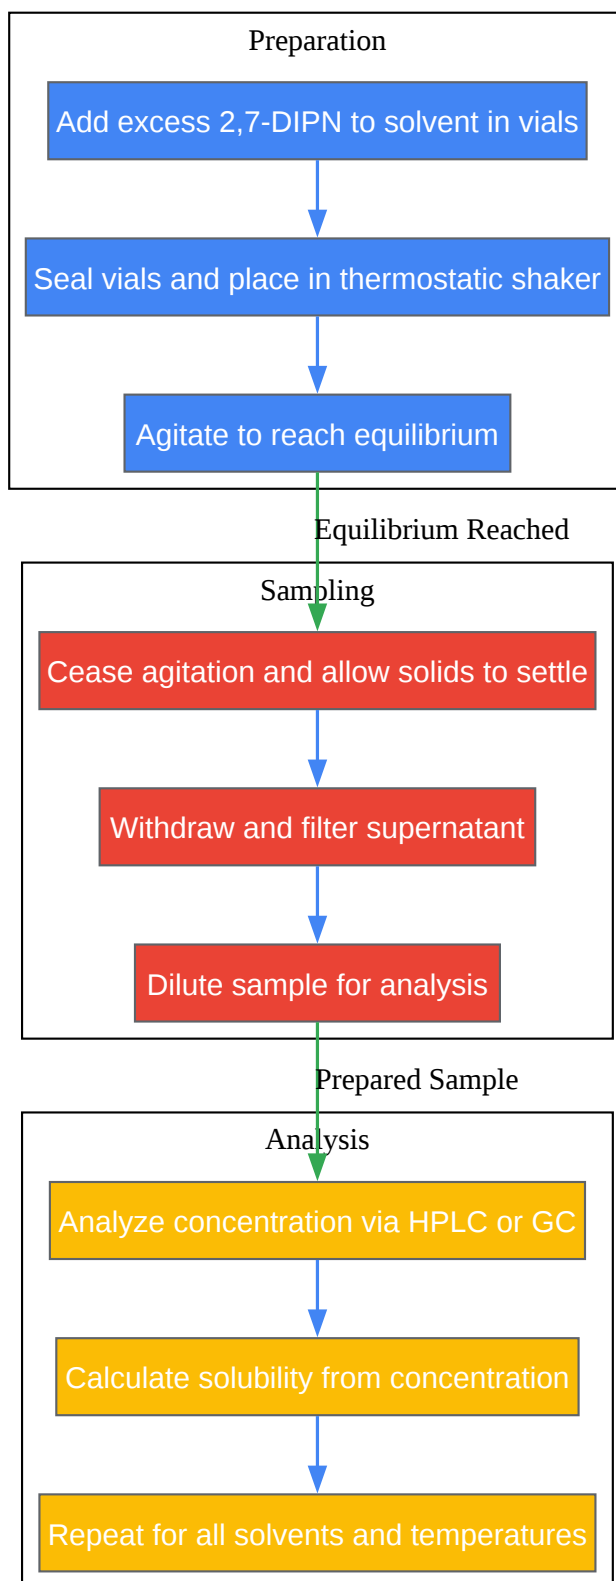 Preparation
Add excess 2,7-DIPN to solvent in vials
Seal vials and place in thermostatic shaker
Agitate to reach equilibrium
Equilibrium Reached
Sampling
Cease agitation and allow solids to settle
Withdraw and filter supernatant
Dilute sample for analysis
Prepared Sample
Analysis
Analyze concentration via HPLC or GC
Calculate solubility from concentration
Repeat for all solvents and temperatures